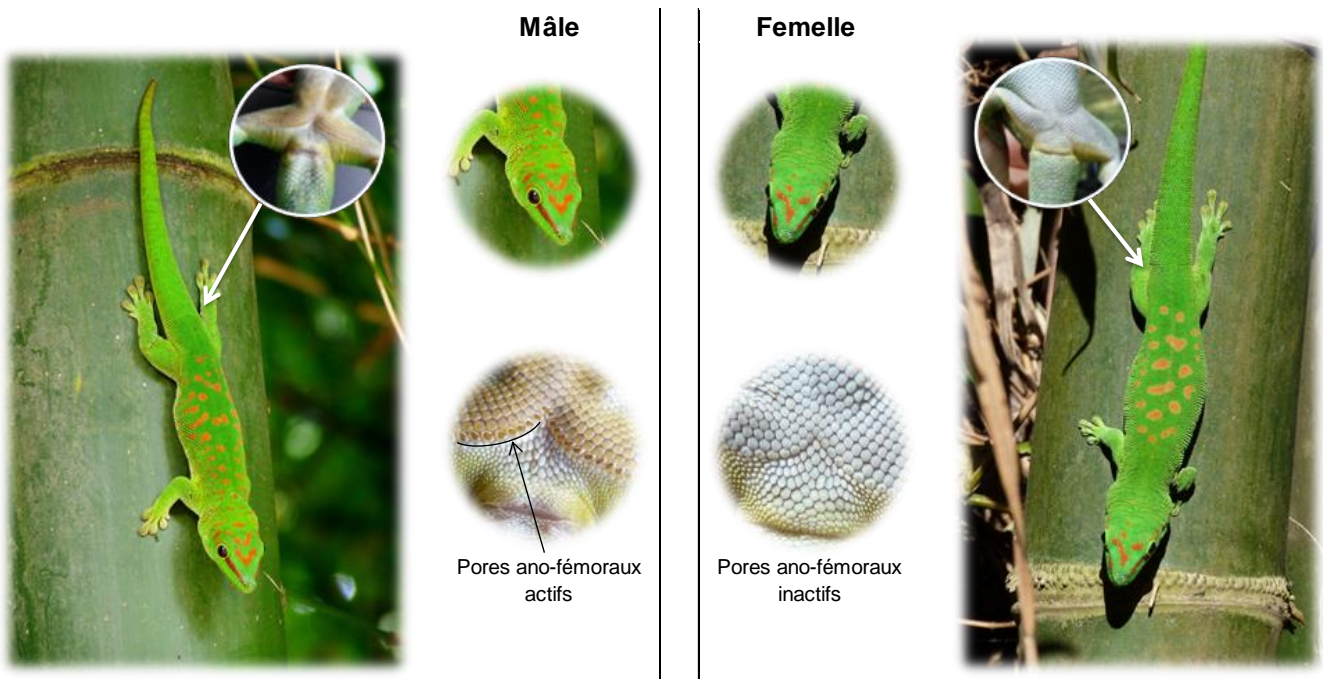 Mâle
Femelle
Pores ano-fémoraux
actifs
Pores ano-fémoraux
inactifs